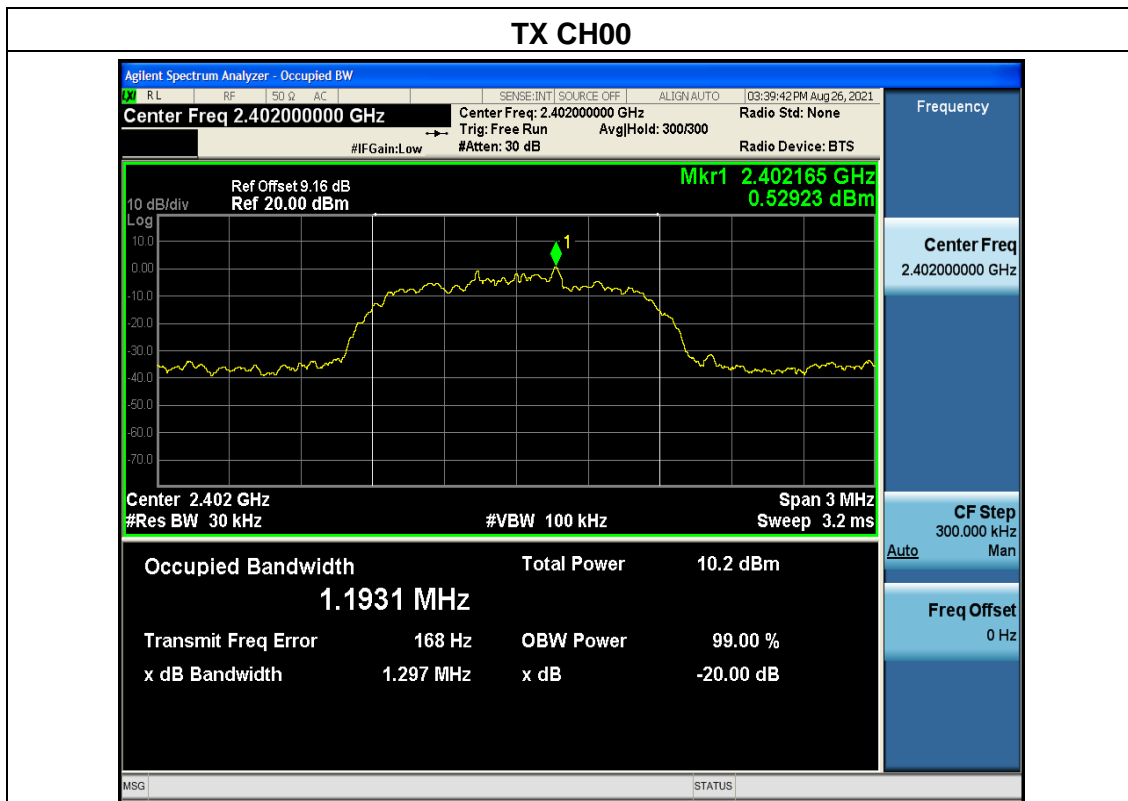 TX CH00
Agilent Spectrum Analyzer - Occupied BW
LXI RL RF 50 Ω AC SENSE:INT SOURCE OFF ALIGN AUTO 03:39:42 PM Aug 26, 2021
Center Freq 2.402000000 GHz
#IFGain:Low
Center Freq: 2.402000000 GHz
Trig: Free Run Avg|Hold: 300/300
#Atten: 30 dB
Radio Std: None
Radio Device: BTS
Frequency
Ref Offset 9.16 dB
10 dB/div Ref 20.00 dBm
Log
Mkr1 2.402165 GHz
0.52923 dBm
1
10.0
0.00
-10.0
-20.0
-30.0
-40.0
-50.0
-60.0
-70.0
Center 2.402 GHz Span 3 MHz
#Res BW 30 kHz #VBW 100 kHz Sweep 3.2 ms
Center Freq
2.402000000 GHz
CF Step
300.000 kHz
Auto Man
Freq Offset
0 Hz
Occupied Bandwidth Total Power 10.2 dBm
1.1931 MHz
Transmit Freq Error 168 Hz OBW Power 99.00 %
x dB Bandwidth 1.297 MHz x dB -20.00 dB
MSG STATUS